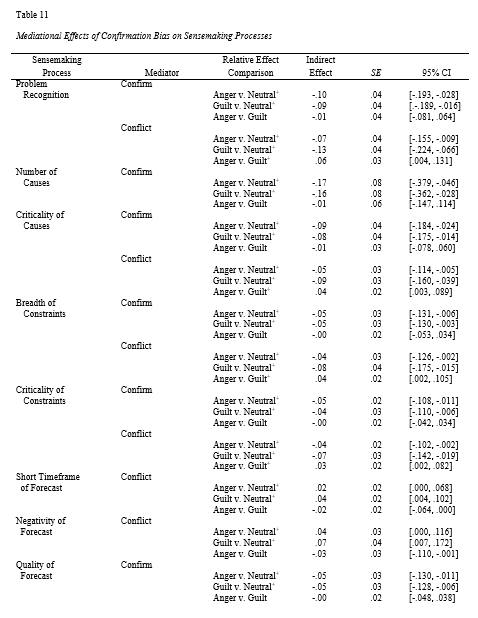 Table 11
Mediational Effects of Confirmation Bias on Sensemaking Processes
Sensemaking Process Mediator Relative Effect Comparison Indirect Effect SE 95% CI
Problem Recognition Confirm
Anger v. Neutral+ -.10 .04 [-.193, -.028]
Guilt v. Neutral+ -.09 .04 [.-.189, -.016]
Anger v. Guilt -.01 .04 [-.081, .064]
Conflict
Anger v. Neutral+ -.07 .04 [-.155, -.009]
Guilt v. Neutral+ -.13 .04 [-.224, -.066]
Anger v. Guilt+ .06 .03 [.004, .131]
Number of Causes Confirm
Anger v. Neutral+ -.17 .08 [-.379, -.046]
Guilt v. Neutral+ -.16 .08 [-.362, -.028]
Anger v. Guilt -.01 .06 [-.147, .114]
Criticality of Causes Confirm
Anger v. Neutral+ -.09 .04 [-.184, -.024]
Guilt v. Neutral+ -.08 .04 [-.175, -.014]
Anger v. Guilt -.01 .03 [-.078, .060]
Conflict
Anger v. Neutral+ -.05 .03 [-.114, -.005]
Guilt v. Neutral+ -.09 .03 [-.160, -.039]
Anger v. Guilt+ .04 .02 [.003, .089]
Breadth of Constraints Confirm
Anger v. Neutral+ -.05 .03 [-.131, -.006]
Guilt v. Neutral+ -.05 .03 [-.130, -.003]
Anger v. Guilt -.00 .02 [-.053, .034]
Conflict
Anger v. Neutral+ -.04 .03 [-.126, -.002]
Guilt v. Neutral+ -.08 .04 [-.175, -.015]
Anger v. Guilt+ .04 .02 [.002, .105]
Criticality of Constraints Confirm
Anger v. Neutral+ -.05 .02 [-.108, -.011]
Guilt v. Neutral+ -.04 .03 [-.110, -.006]
Anger v. Guilt -.00 .02 [-.042, .034]
Conflict
Anger v. Neutral+ -.04 .02 [-.102, -.002]
Guilt v. Neutral+ -.07 .03 [-.142, -.019]
Anger v. Guilt+ .03 .02 [.002, .082]
Short Timeframe of Forecast Conflict
Anger v. Neutral+ .02 .02 [.000, .068]
Guilt v. Neutral+ .04 .02 [.004, .102]
Anger v. Guilt -.02 .02 [-.064, .000]
Negativity of Forecast Conflict
Anger v. Neutral+ .04 .03 [.000, .116]
Guilt v. Neutral+ .07 .04 [.007, .172]
Anger v. Guilt -.03 .03 [-.110, -.001]
Quality of Forecast Confirm
Anger v. Neutral+ -.05 .03 [-.130, -.011]
Guilt v. Neutral+ -.05 .03 [-.128, -.006]
Anger v. Guilt -.00 .02 [-.048, .038]